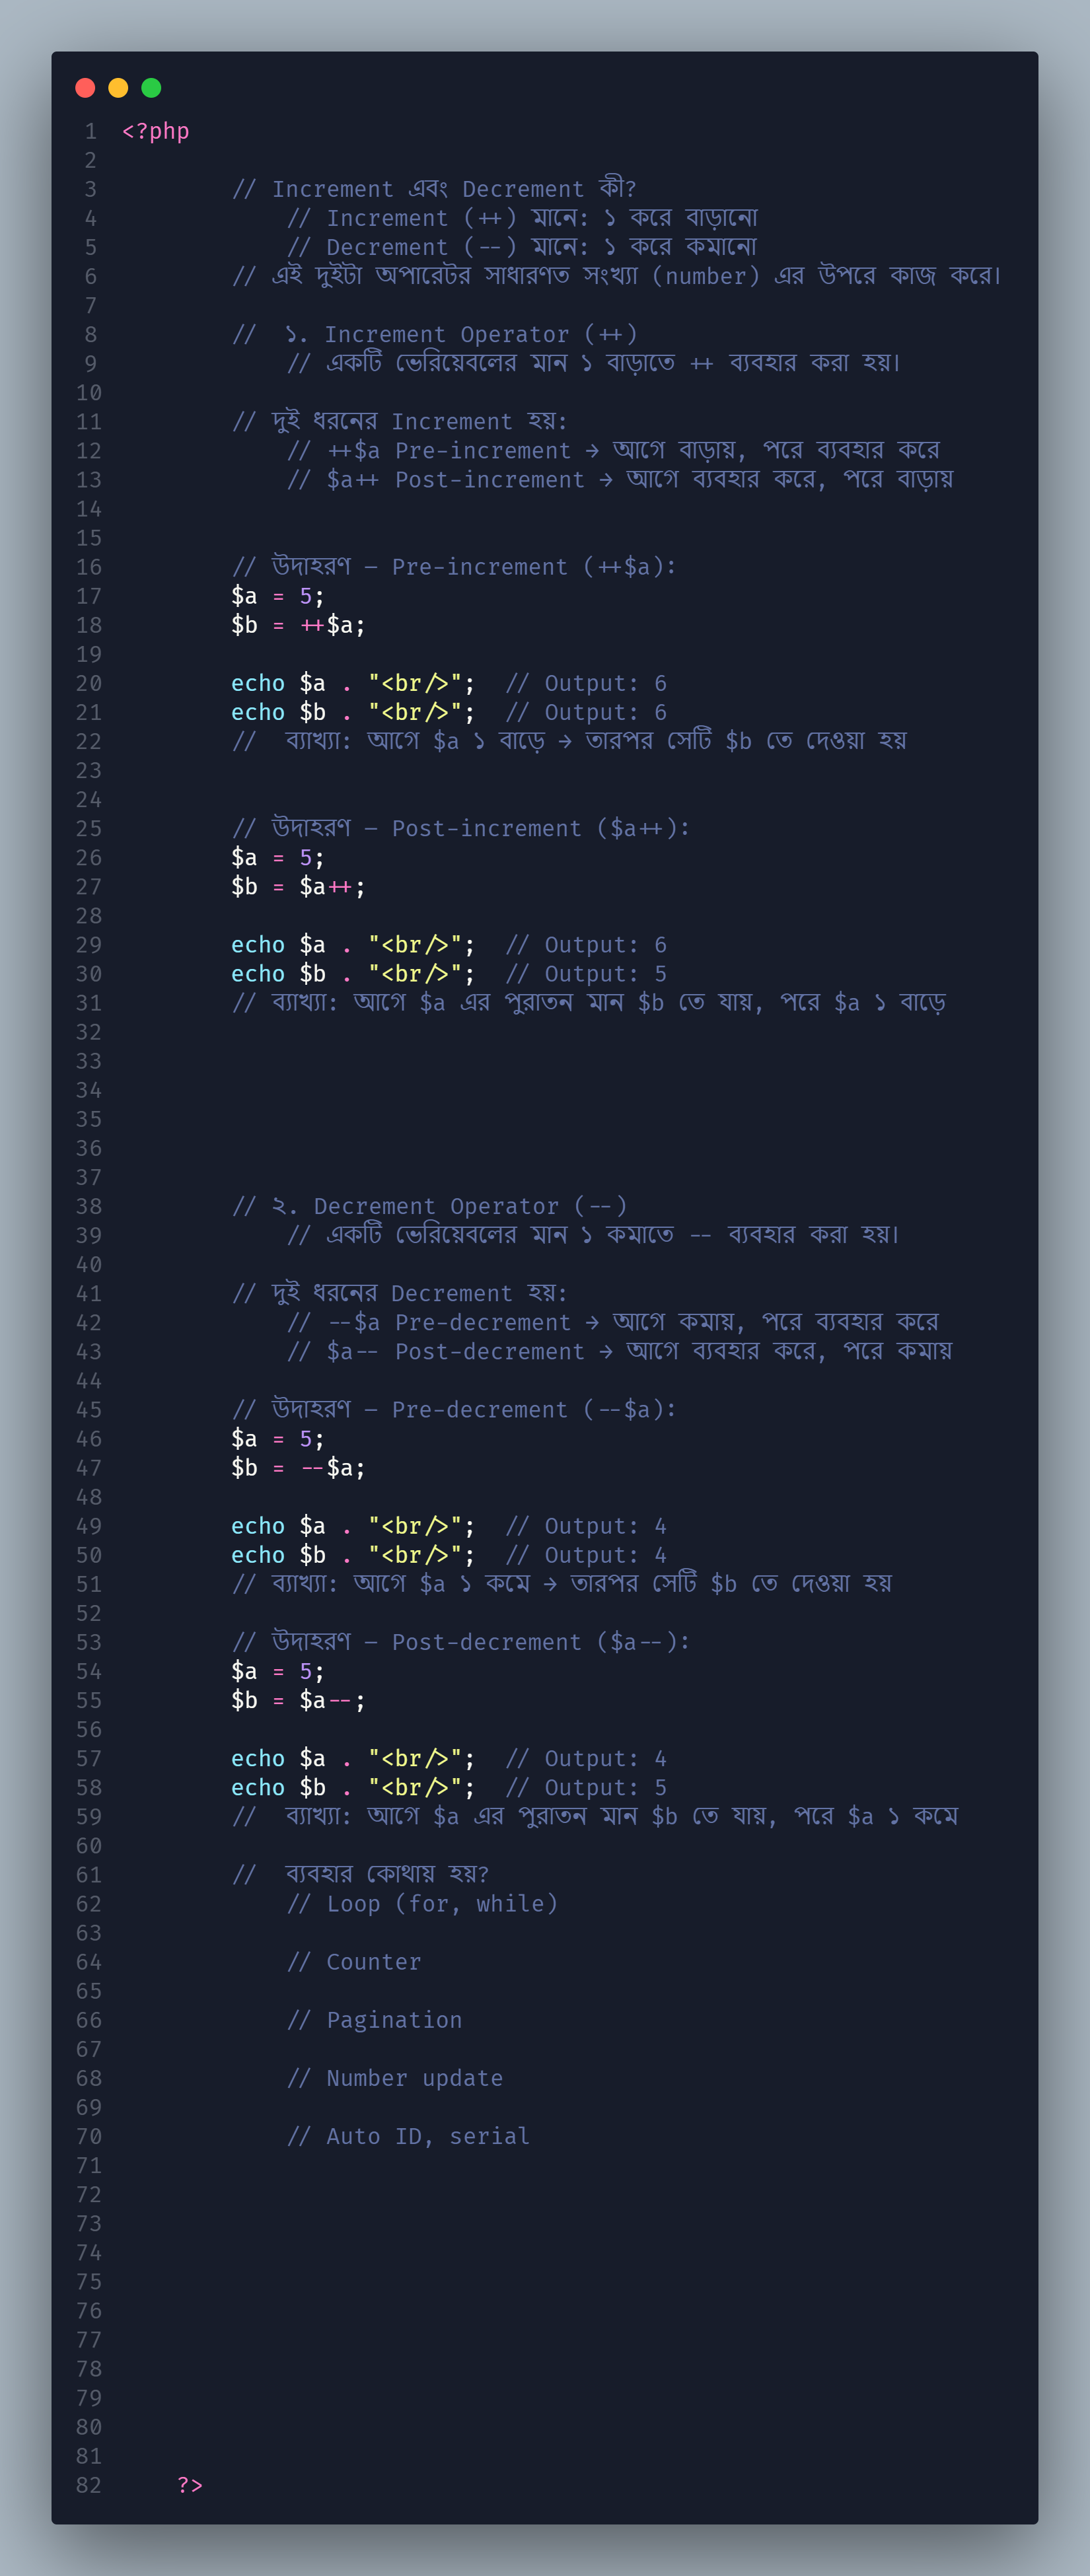 1 <?php
2
3 // Increment এবং Decrement কী?
4 // Increment (++) মানে: ১ করে বাড়ানো
5 // Decrement (--) মানে: ১ করে কমানো
6 // এই দুইটা অপারেটর সাধারণত সংখ্যা (number) এর উপরে কাজ করে।
7
8 //  ১. Increment Operator (++)
9 // একটি ভেরিয়েবলের মান ১ বাড়াতে ++ ব্যবহার করা হয়।
10
11 // দুই ধরনের Increment হয়:
12 // ++$a Pre-increment → আগে বাড়ায়, পরে ব্যবহার করে
13 // $a++ Post-increment → আগে ব্যবহার করে, পরে বাড়ায়
14
15
16 // উদাহরণ – Pre-increment (++$a):
17 $a = 5;
18 $b = ++$a;
19
20 echo $a . "<br/>";  // Output: 6
21 echo $b . "<br/>";  // Output: 6
22 //  ব্যাখ্যা: আগে $a ১ বাড়ে → তারপর সেটি $b তে দেওয়া হয়
23
24
25 // উদাহরণ – Post-increment ($a++):
26 $a = 5;
27 $b = $a++;
28
29 echo $a . "<br/>";  // Output: 6
30 echo $b . "<br/>";  // Output: 5
31 // ব্যাখ্যা: আগে $a এর পুরাতন মান $b তে যায়, পরে $a ১ বাড়ে
32
33
34
35
36
37
38 // ২. Decrement Operator (--)
39 // একটি ভেরিয়েবলের মান ১ কমাতে -- ব্যবহার করা হয়।
40
41 // দুই ধরনের Decrement হয়:
42 // --$a Pre-decrement → আগে কমায়, পরে ব্যবহার করে
43 // $a-- Post-decrement → আগে ব্যবহার করে, পরে কমায়
44
45 // উদাহরণ – Pre-decrement (--$a):
46 $a = 5;
47 $b = --$a;
48
49 echo $a . "<br/>";  // Output: 4
50 echo $b . "<br/>";  // Output: 4
51 // ব্যাখ্যা: আগে $a ১ কমে → তারপর সেটি $b তে দেওয়া হয়
52
53 // উদাহরণ – Post-decrement ($a--):
54 $a = 5;
55 $b = $a--;
56
57 echo $a . "<br/>";  // Output: 4
58 echo $b . "<br/>";  // Output: 5
59 //  ব্যাখ্যা: আগে $a এর পুরাতন মান $b তে যায়, পরে $a ১ কমে
60
61 //  ব্যবহার কোথায় হয়?
62 // Loop (for, while)
63
64 // Counter
65
66 // Pagination
67
68 // Number update
69
70 // Auto ID, serial
71
72
73
74
75
76
77
78
79
80
81
82 ?>